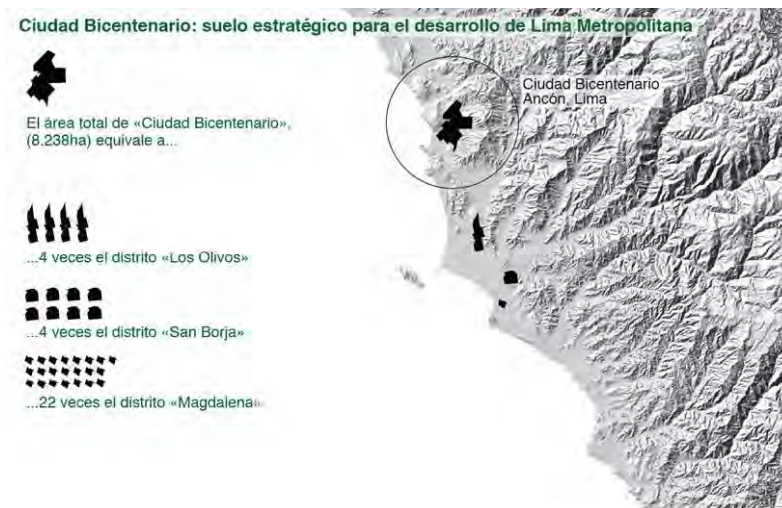 Ciudad Bicentenario: suelo estratégico para el desarrollo de Lima Metropolitana
Ciudad Bicentenario
Ancón, Lima
El área total de «Ciudad Bicentenario»,
(8.238ha) equivale a...
...4 veces el distrito «Los Olivos»
...4 veces el distrito «San Borja»
...22 veces el distrito «Magdalena»